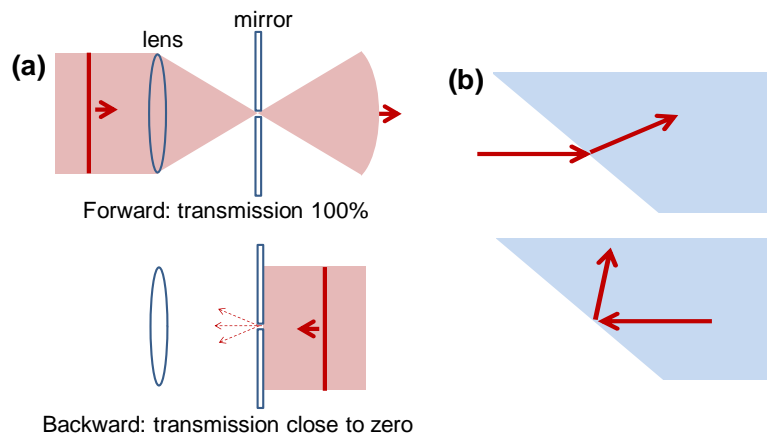 mirror
lens
(a)
(b)
Forward: transmission 100%
Backward: transmission close to zero